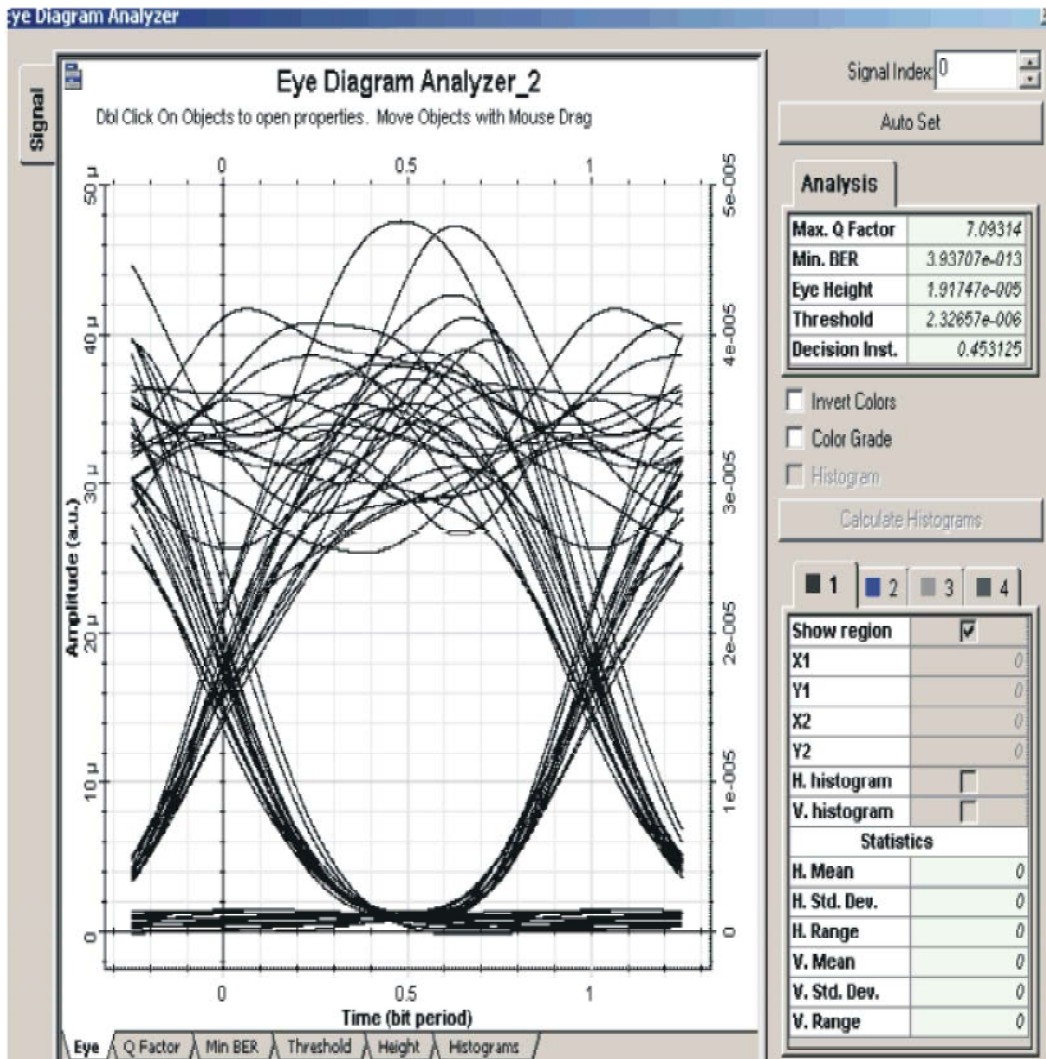 Eye Diagram Analyzer
Signal
Eye Diagram Analyzer_2
Dbl Click On Objects to open properties. Move Objects with Mouse Drag
0 0.5 1
50 µ
40 µ
30 µ
20 µ
10 µ
0
Amplitude (a.u.)
5e-005
4e-005
3e-005
2e-005
1e-005
0
0 0.5 1
Time (bit period)
Eye Q Factor Min BER Threshold Height Histograms
Signal Index: 0
Auto Set
Analysis
Max. Q Factor 7.09314
Min. BER 3.93707e-013
Eye Height 1.91747e-005
Threshold 2.32657e-006
Decision Inst. 0.453125
Invert Colors
Color Grade
Histogram
Calculate Histograms
1 2 3 4
Show region
X1 0
Y1 0
X2 0
Y2 0
H. histogram
V. histogram
Statistics
H. Mean 0
H. Std. Dev. 0
H. Range 0
V. Mean 0
V. Std. Dev. 0
V. Range 0